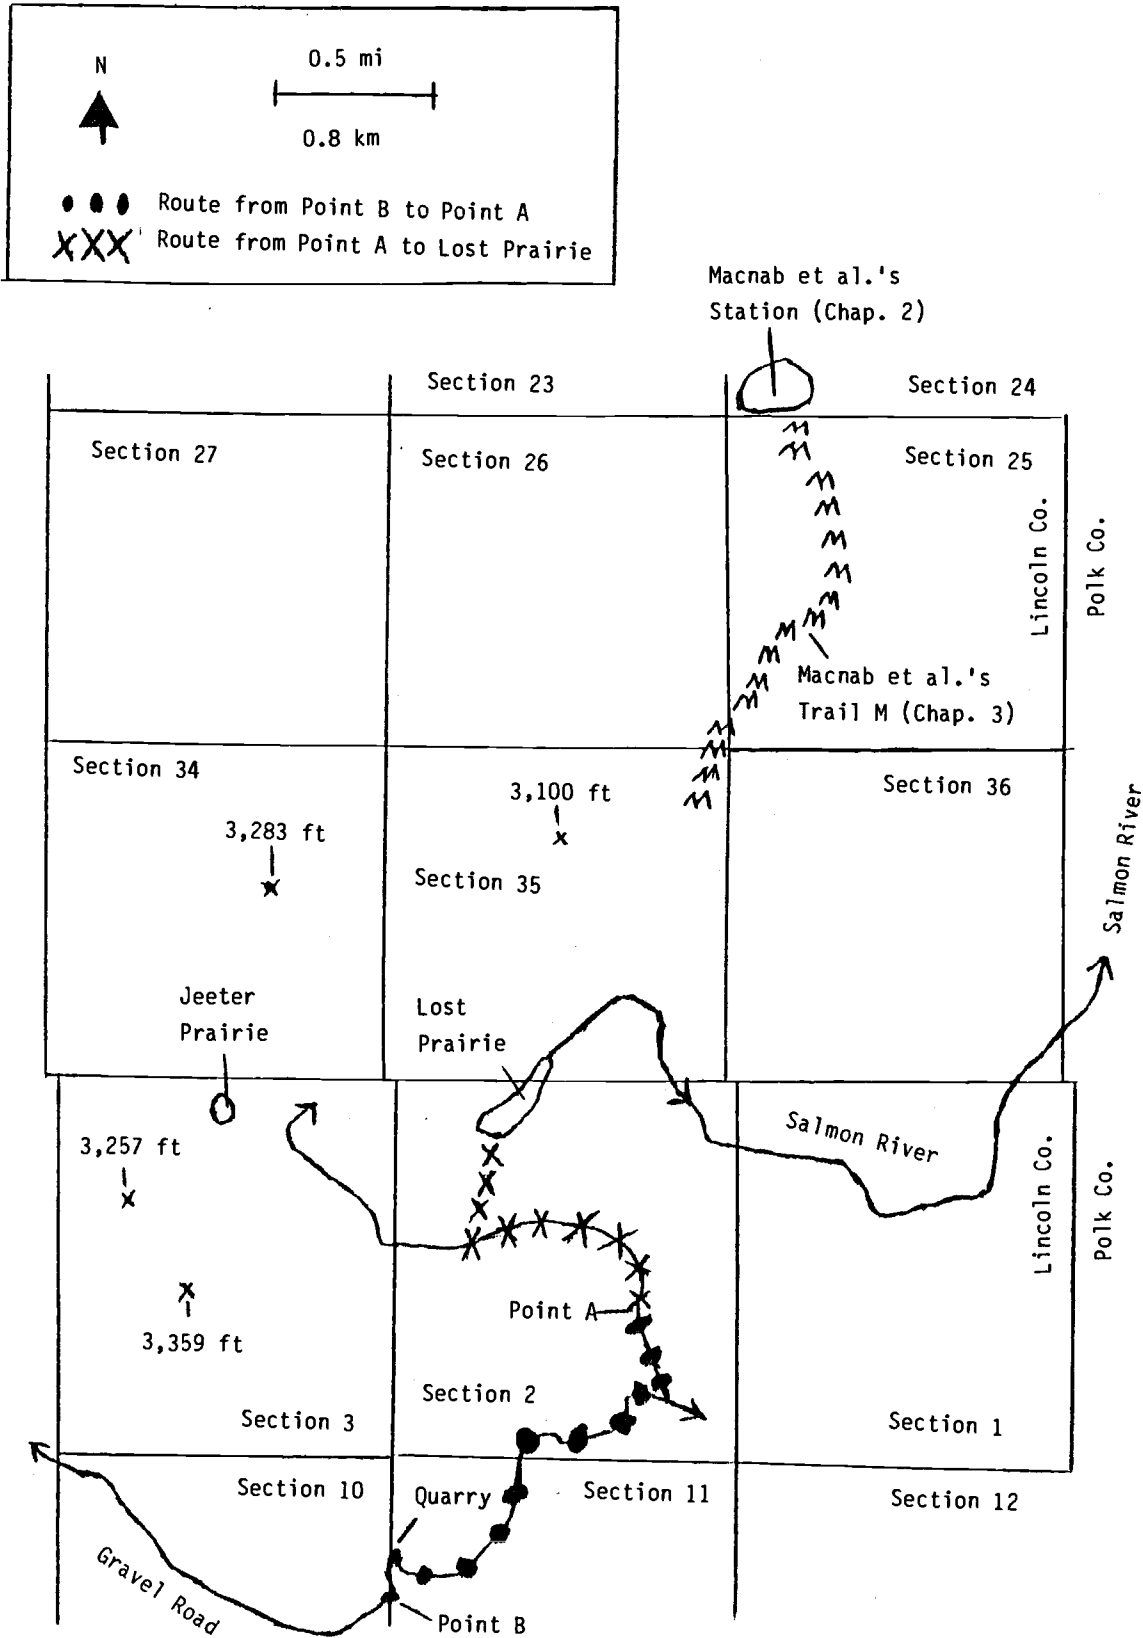 N
0.5 mi
0.8 km
Route from Point B to Point A
Route from Point A to Lost Prairie
Macnab et al.'s
Station (Chap. 2)
Section 23
Section 24
Section 27
Section 26
Section 25
Lincoln Co.
Polk Co.
Macnab et al.'s
Trail M (Chap. 3)
Section 34
3,100 ft
Section 36
3,283 ft
Section 35
Salmon River
Jeeter
Prairie
Lost
Prairie
3,257 ft
Salmon River
Lincoln Co.
Polk Co.
Point A
3,359 ft
Section 2
Section 3
Section 1
Section 10
Quarry
Section 11
Section 12
Gravel Road
Point B